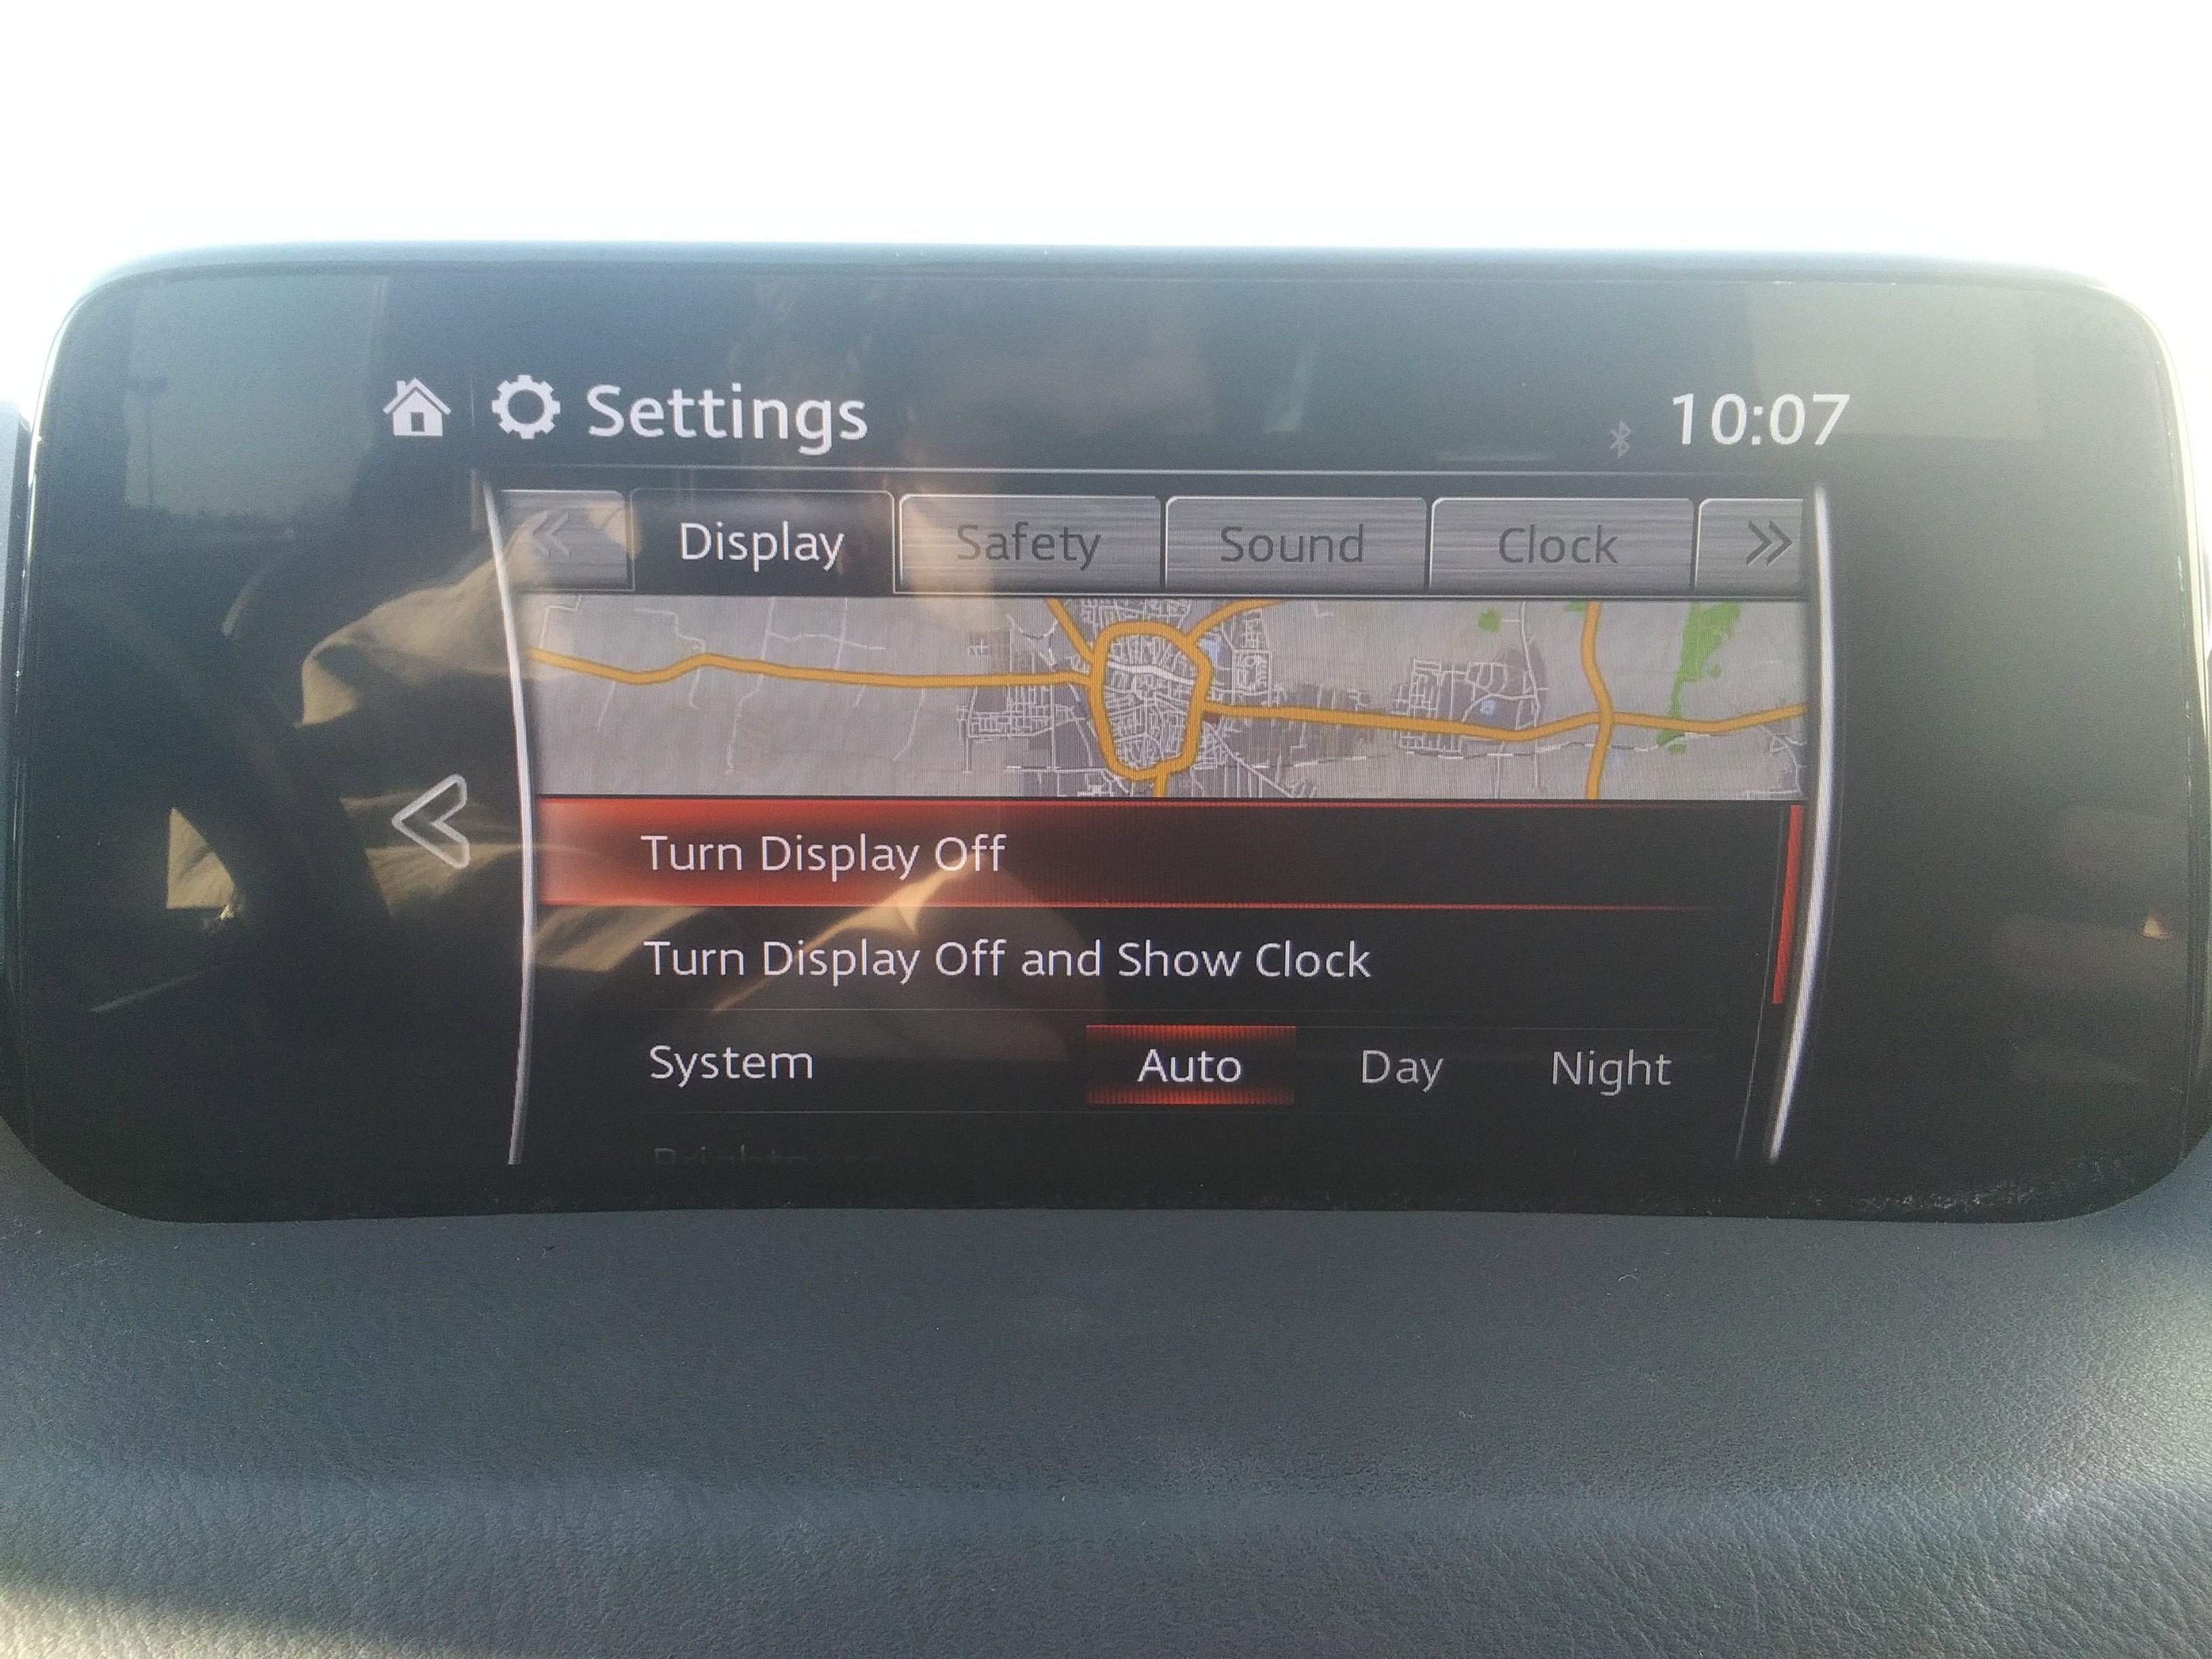 Settings 10:07
« Display Safety Sound Clock »
Turn Display Off
Turn Display Off and Show Clock
System Auto Day Night
Brightness